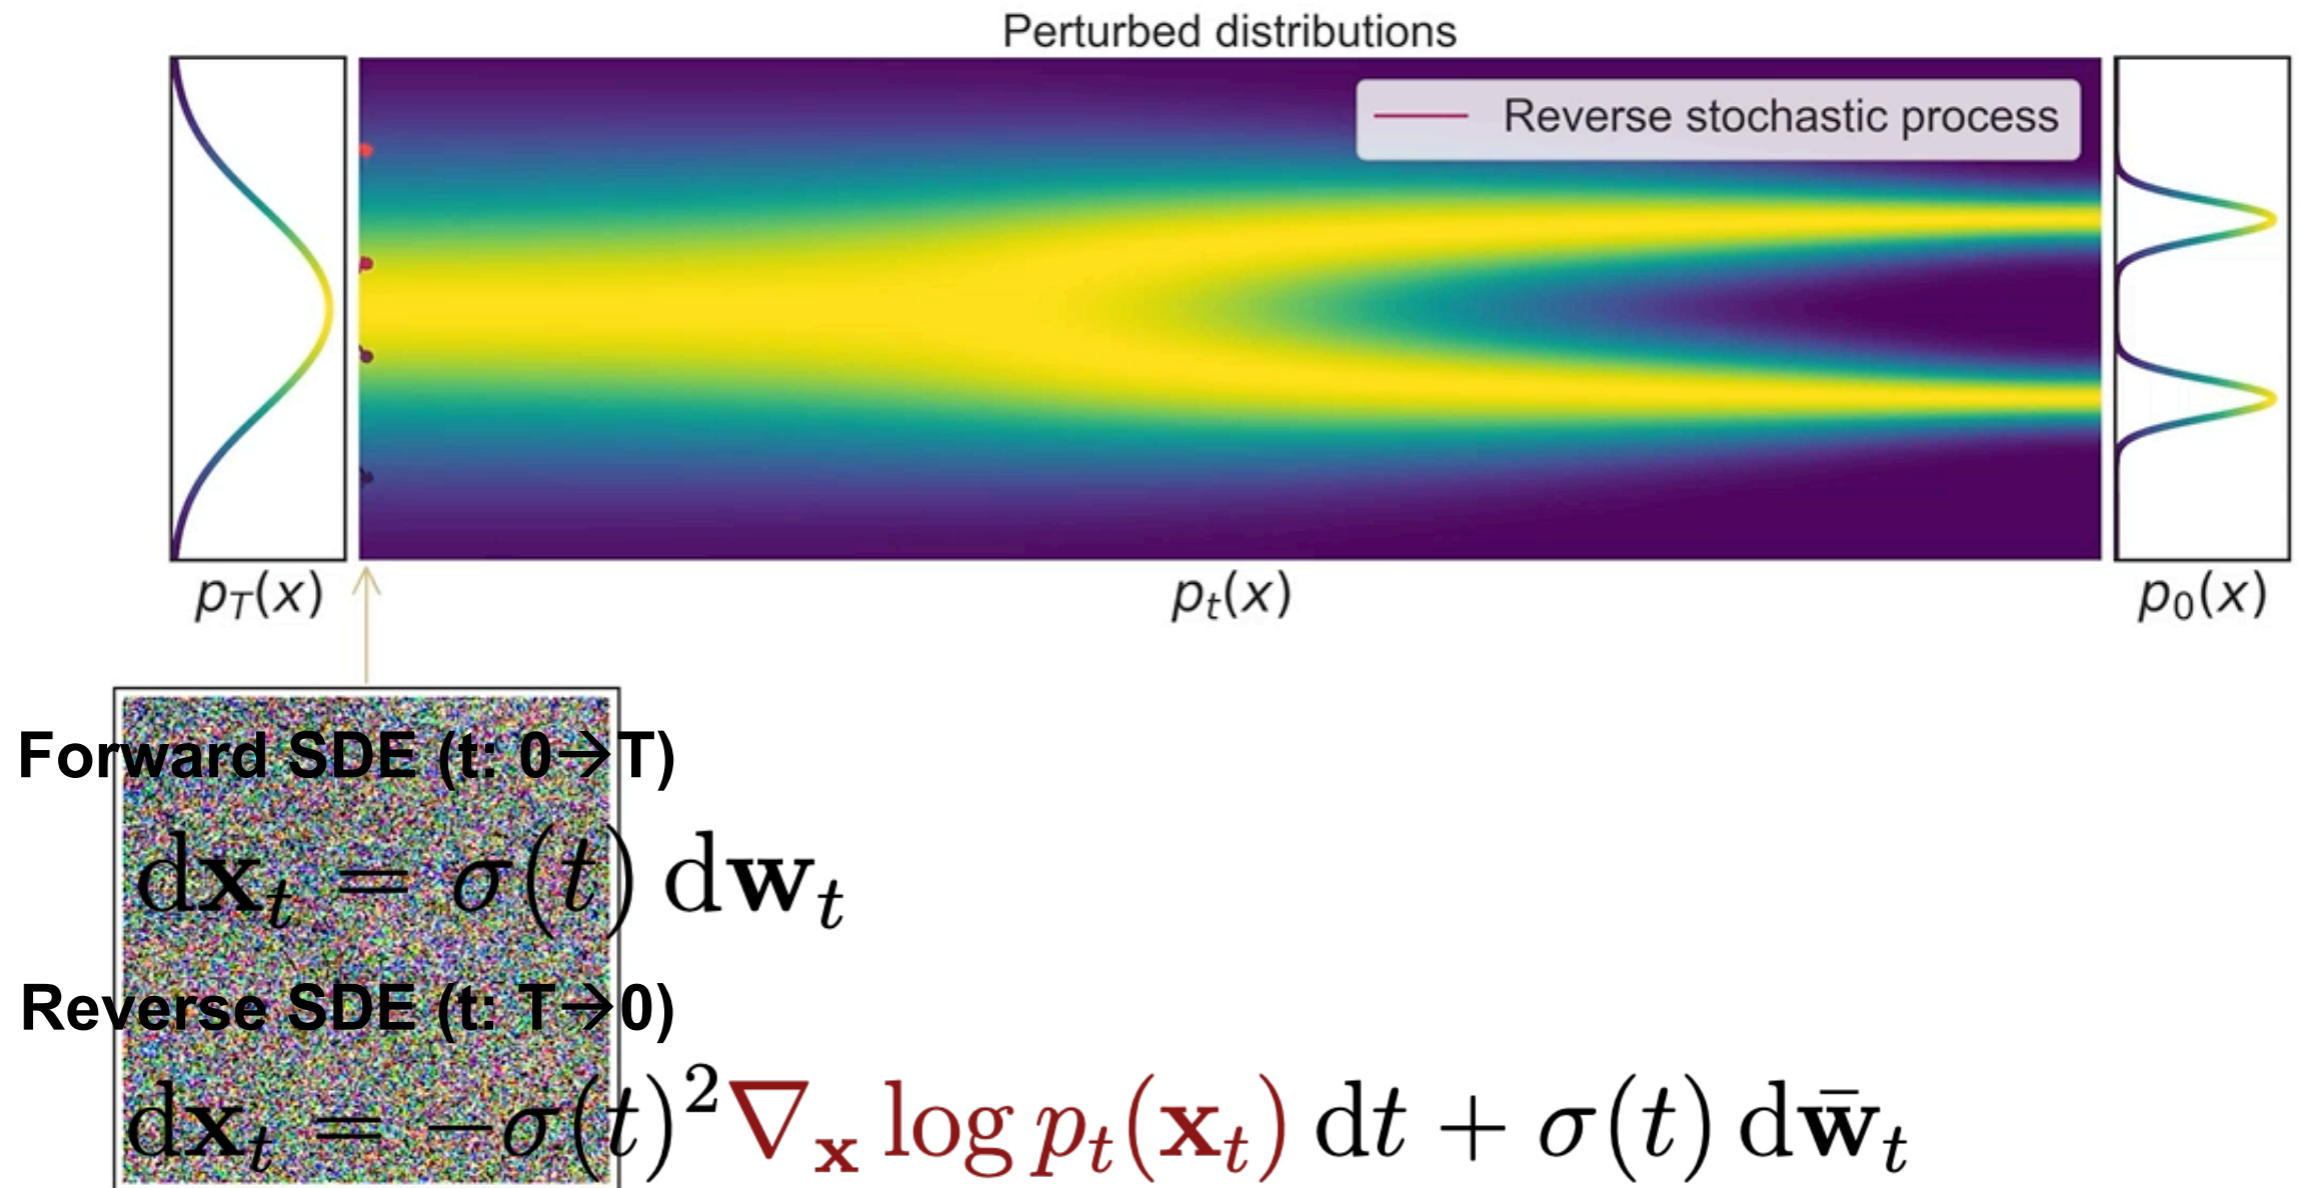 Perturbed distributions
Reverse stochastic process
p_T(x)
p_t(x)
p_0(x)
Forward SDE (t: 0→T)
d𝐱_t = σ(t) d𝐰_t
Reverse SDE (t: T→0)
d𝐱_t = −σ(t)²∇_𝐱 log p_t(𝐱_t) dt + σ(t) d𝐰̄_t